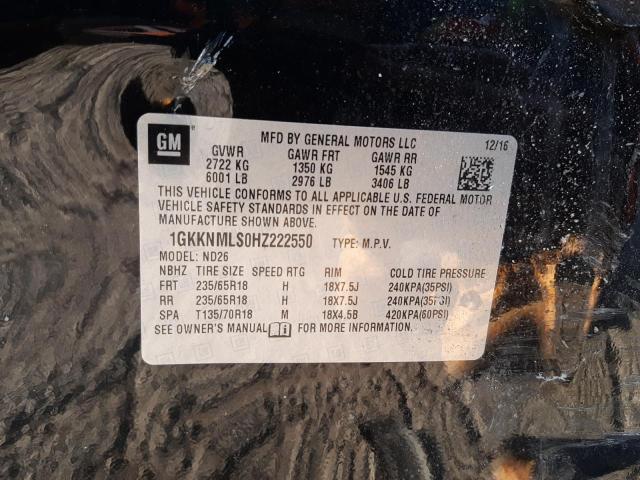 GM
MFD BY GENERAL MOTORS LLC 12/16
GVWR GAWR FRT GAWR RR
2722 KG 1350 KG 1545 KG
6001 LB 2976 LB 3406 LB
THIS VEHICLE CONFORMS TO ALL APPLICABLE U.S. FEDERAL MOTOR
VEHICLE SAFETY STANDARDS IN EFFECT ON THE DATE OF
MANUFACTURE SHOWN ABOVE.
1GKKNMLS0HZ222550 TYPE: M.P.V.
MODEL: ND26
NBHZ TIRE SIZE SPEED RTG RIM COLD TIRE PRESSURE
FRT 235/65R18 H 18X7.5J 240KPA(35PSI)
RR 235/65R18 H 18X7.5J 240KPA(35PSI)
SPA T135/70R18 M 18X4.5B 420KPA(60PSI)
SEE OWNER'S MANUAL FOR MORE INFORMATION.